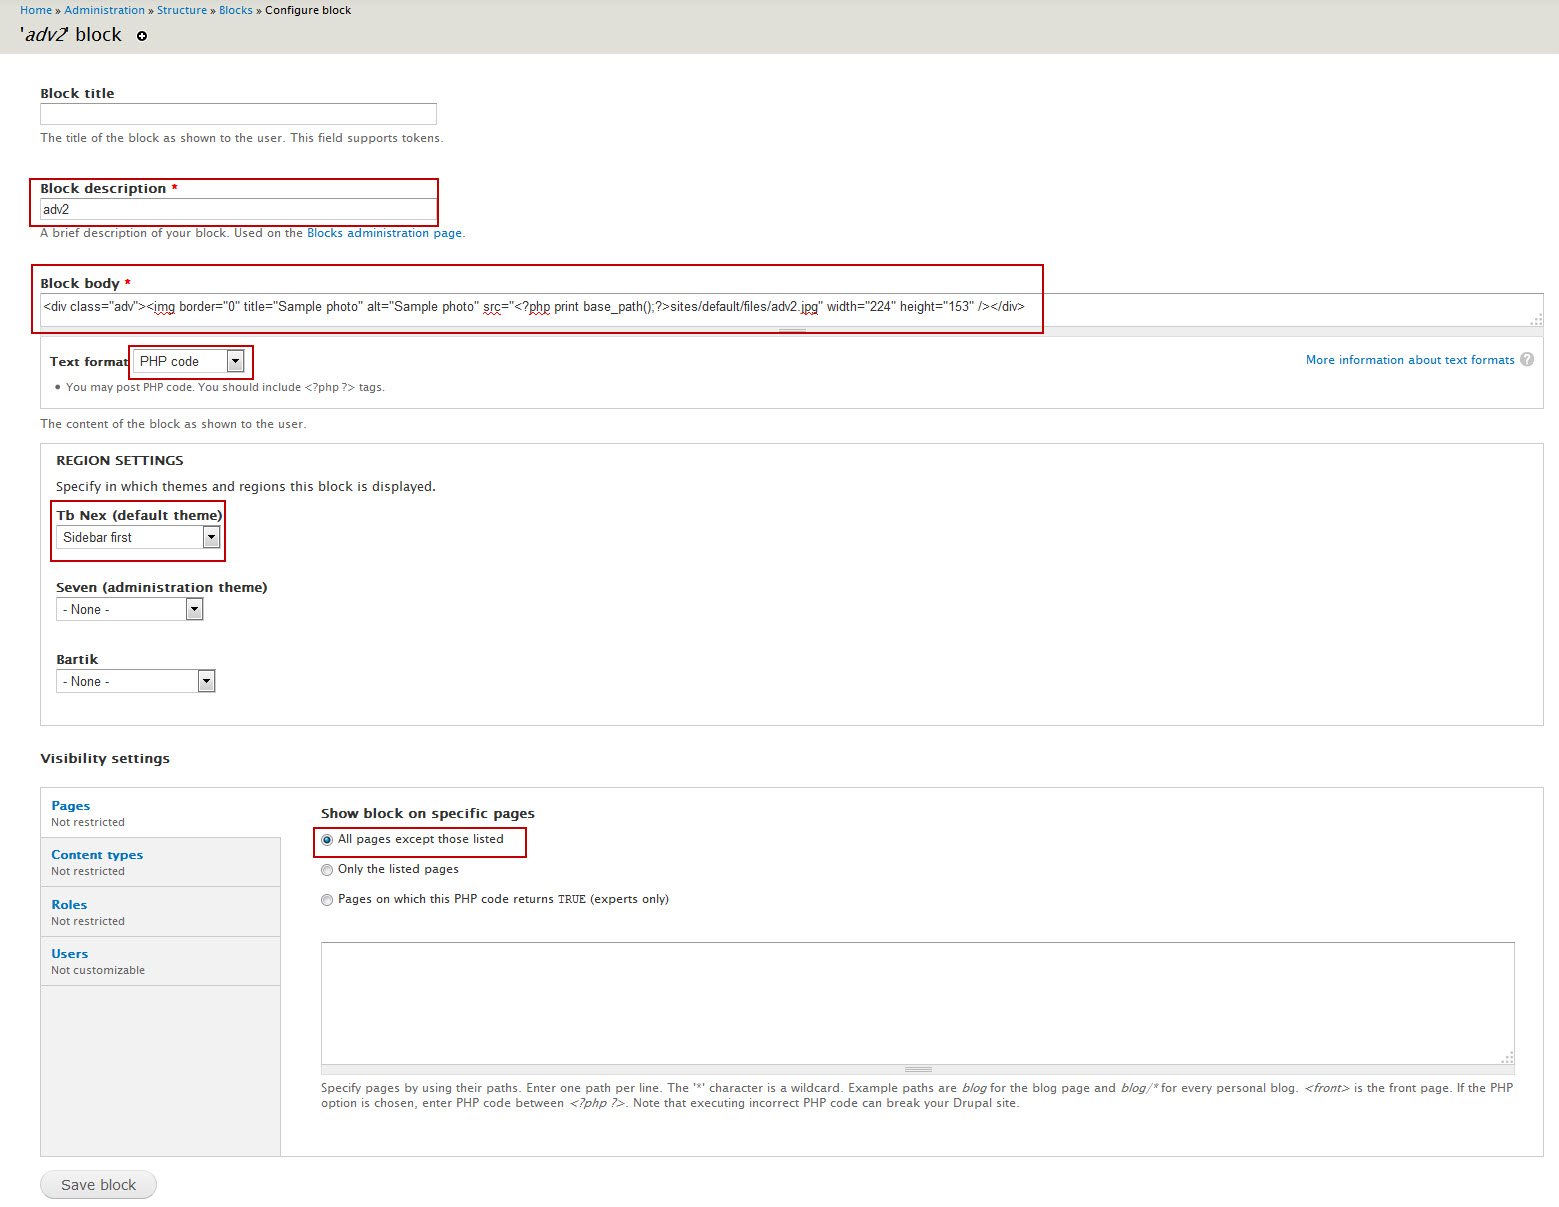 Home » Administration » Structure » Blocks » Configure block
'adv2' block
Block title
The title of the block as shown to the user. This field supports tokens.
Block description *
adv2
A brief description of your block. Used on the Blocks administration page.
Block body *
<div class="adv"><img border="0" title="Sample photo" alt="Sample photo" src="<?php print base_path();?>sites/default/files/adv2.jpg" width="224" height="153" /></div>
Text format PHP code More information about text formats ?
• You may post PHP code. You should include <?php ?> tags.
The content of the block as shown to the user.
REGION SETTINGS
Specify in which themes and regions this block is displayed.
Tb Nex (default theme)
Sidebar first
Seven (administration theme)
- None -
Bartik
- None -
Visibility settings
Pages
Not restricted
Content types
Not restricted
Roles
Not restricted
Users
Not customizable
Show block on specific pages
All pages except those listed
Only the listed pages
Pages on which this PHP code returns TRUE (experts only)
Specify pages by using their paths. Enter one path per line. The '*' character is a wildcard. Example paths are blog for the blog page and blog/* for every personal blog. <front> is the front page. If the PHP
option is chosen, enter PHP code between <?php ?>. Note that executing incorrect PHP code can break your Drupal site.
Save block